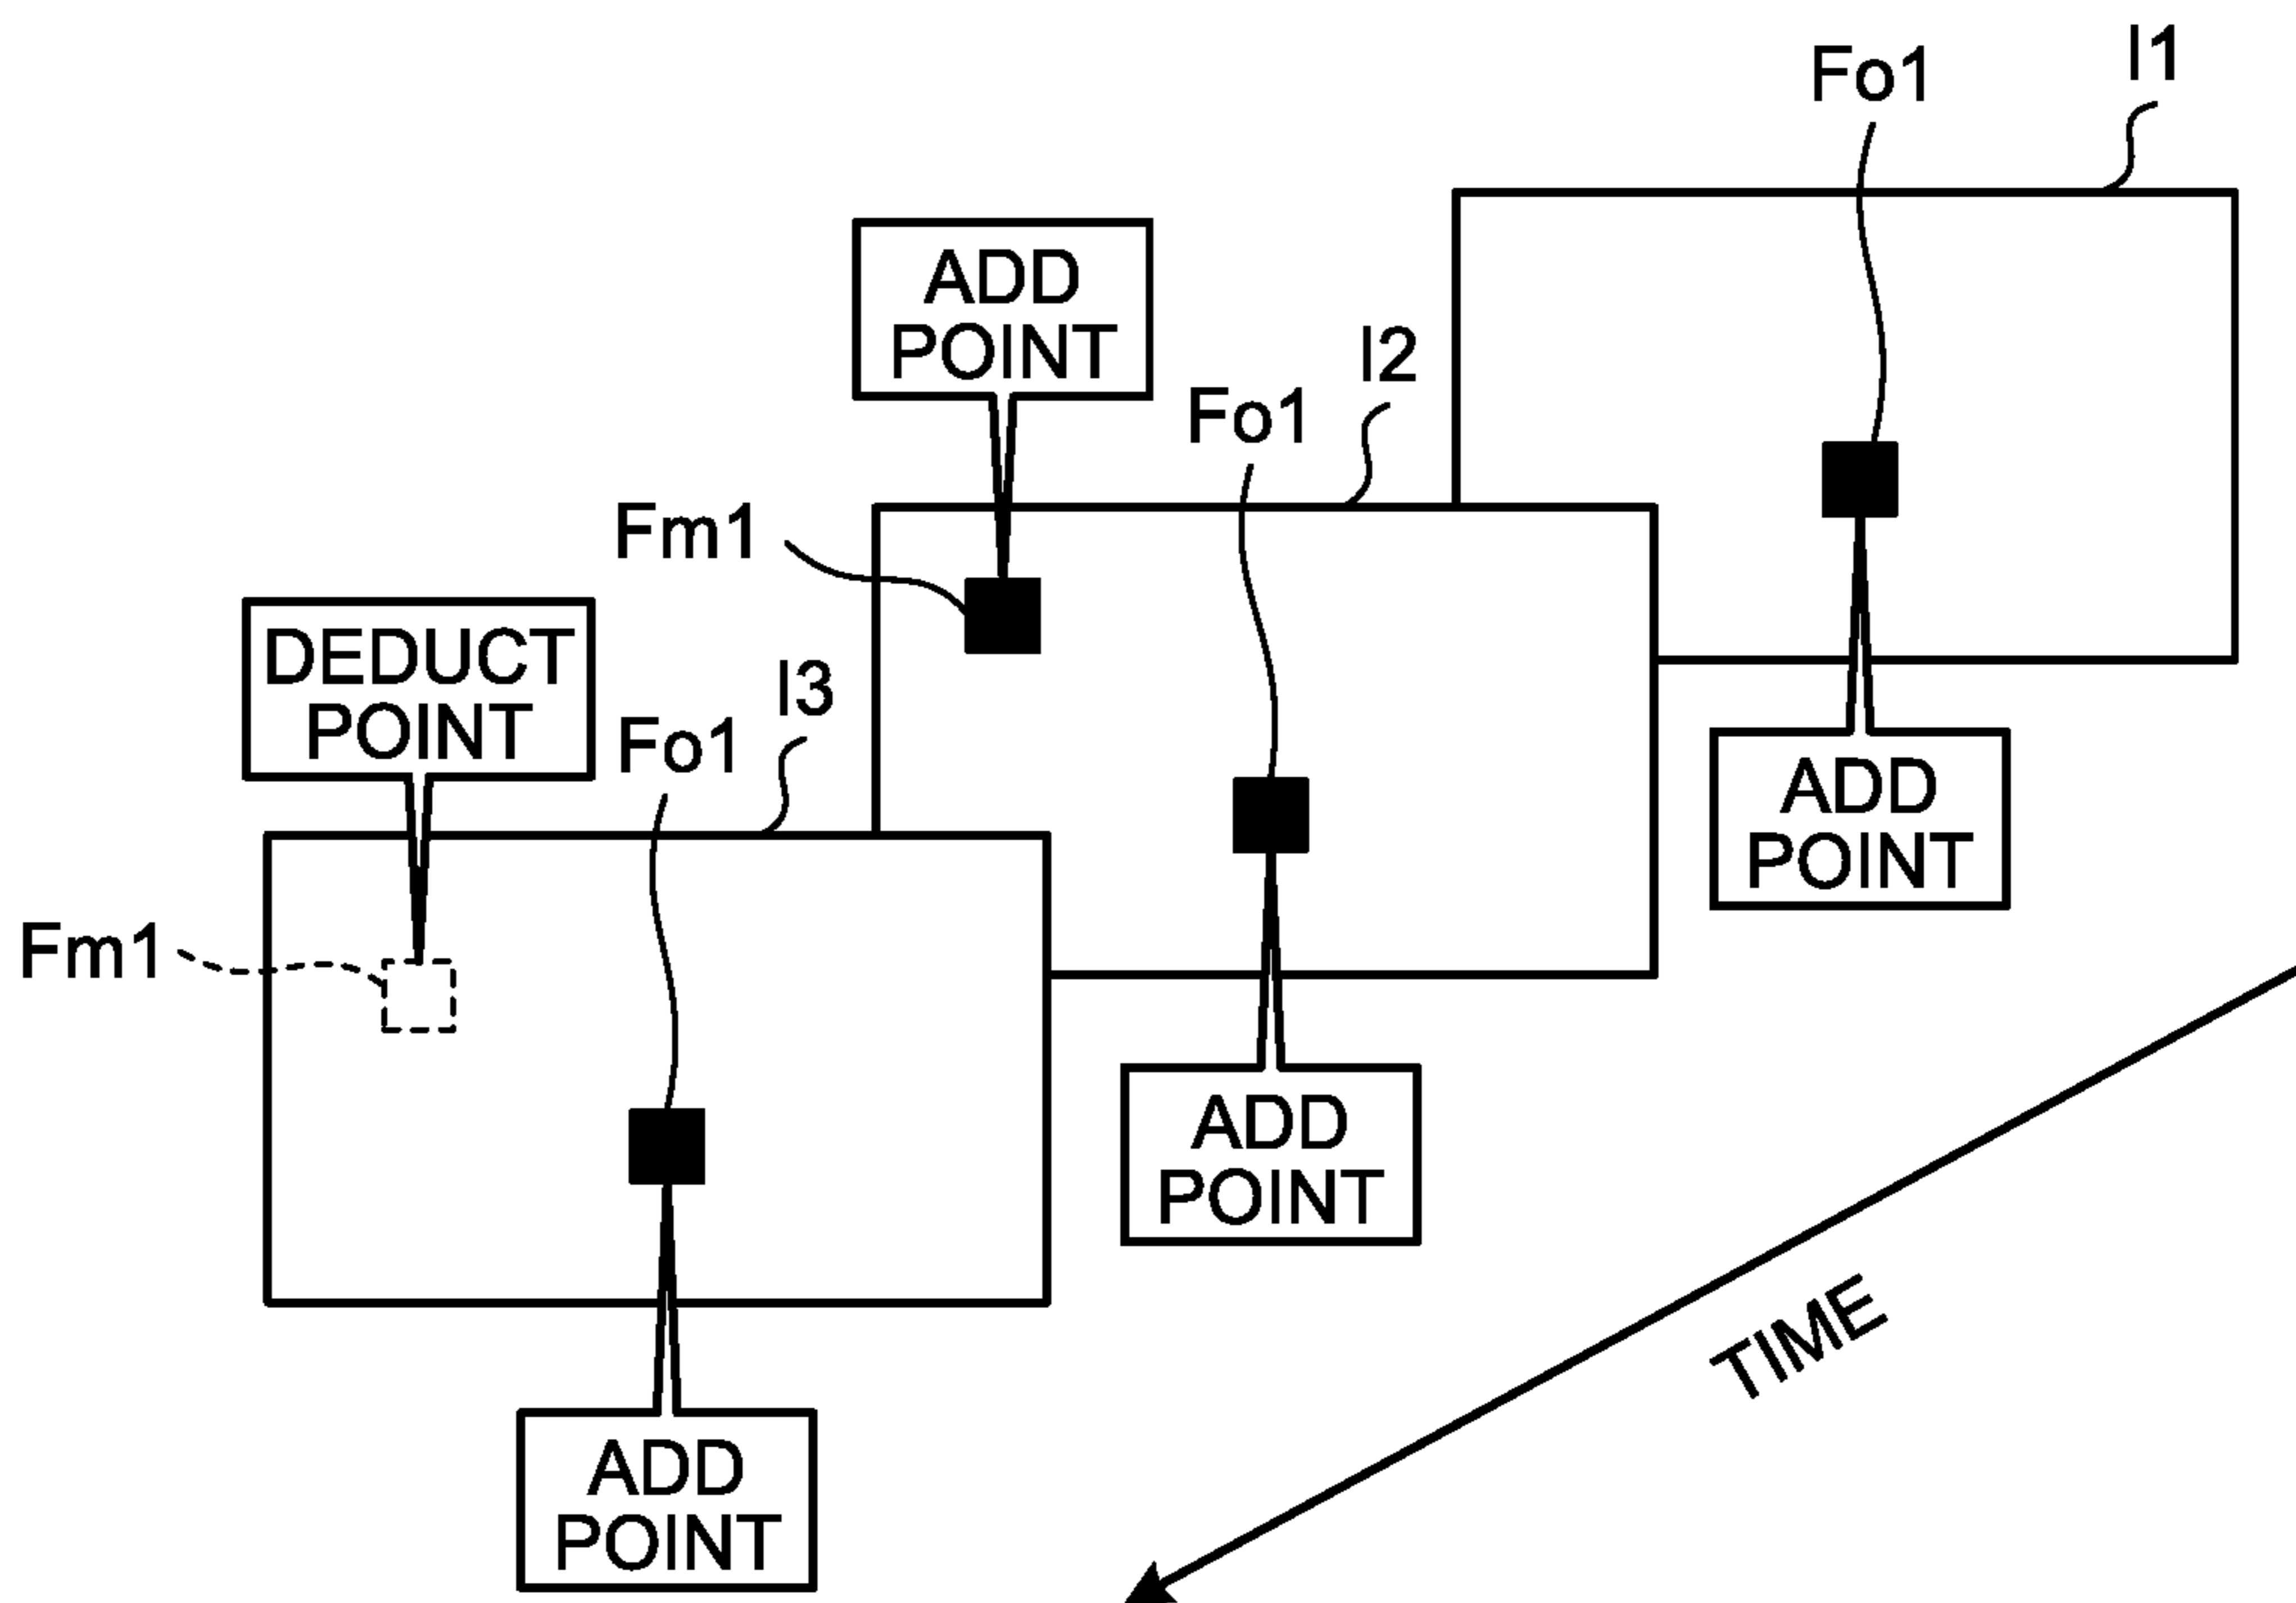 I1
Fo1
ADD
POINT
I2
Fo1
Fm1
DEDUCT
POINT
I3
Fo1
ADD
POINT
Fm1
ADD
POINT
TIME
ADD
POINT